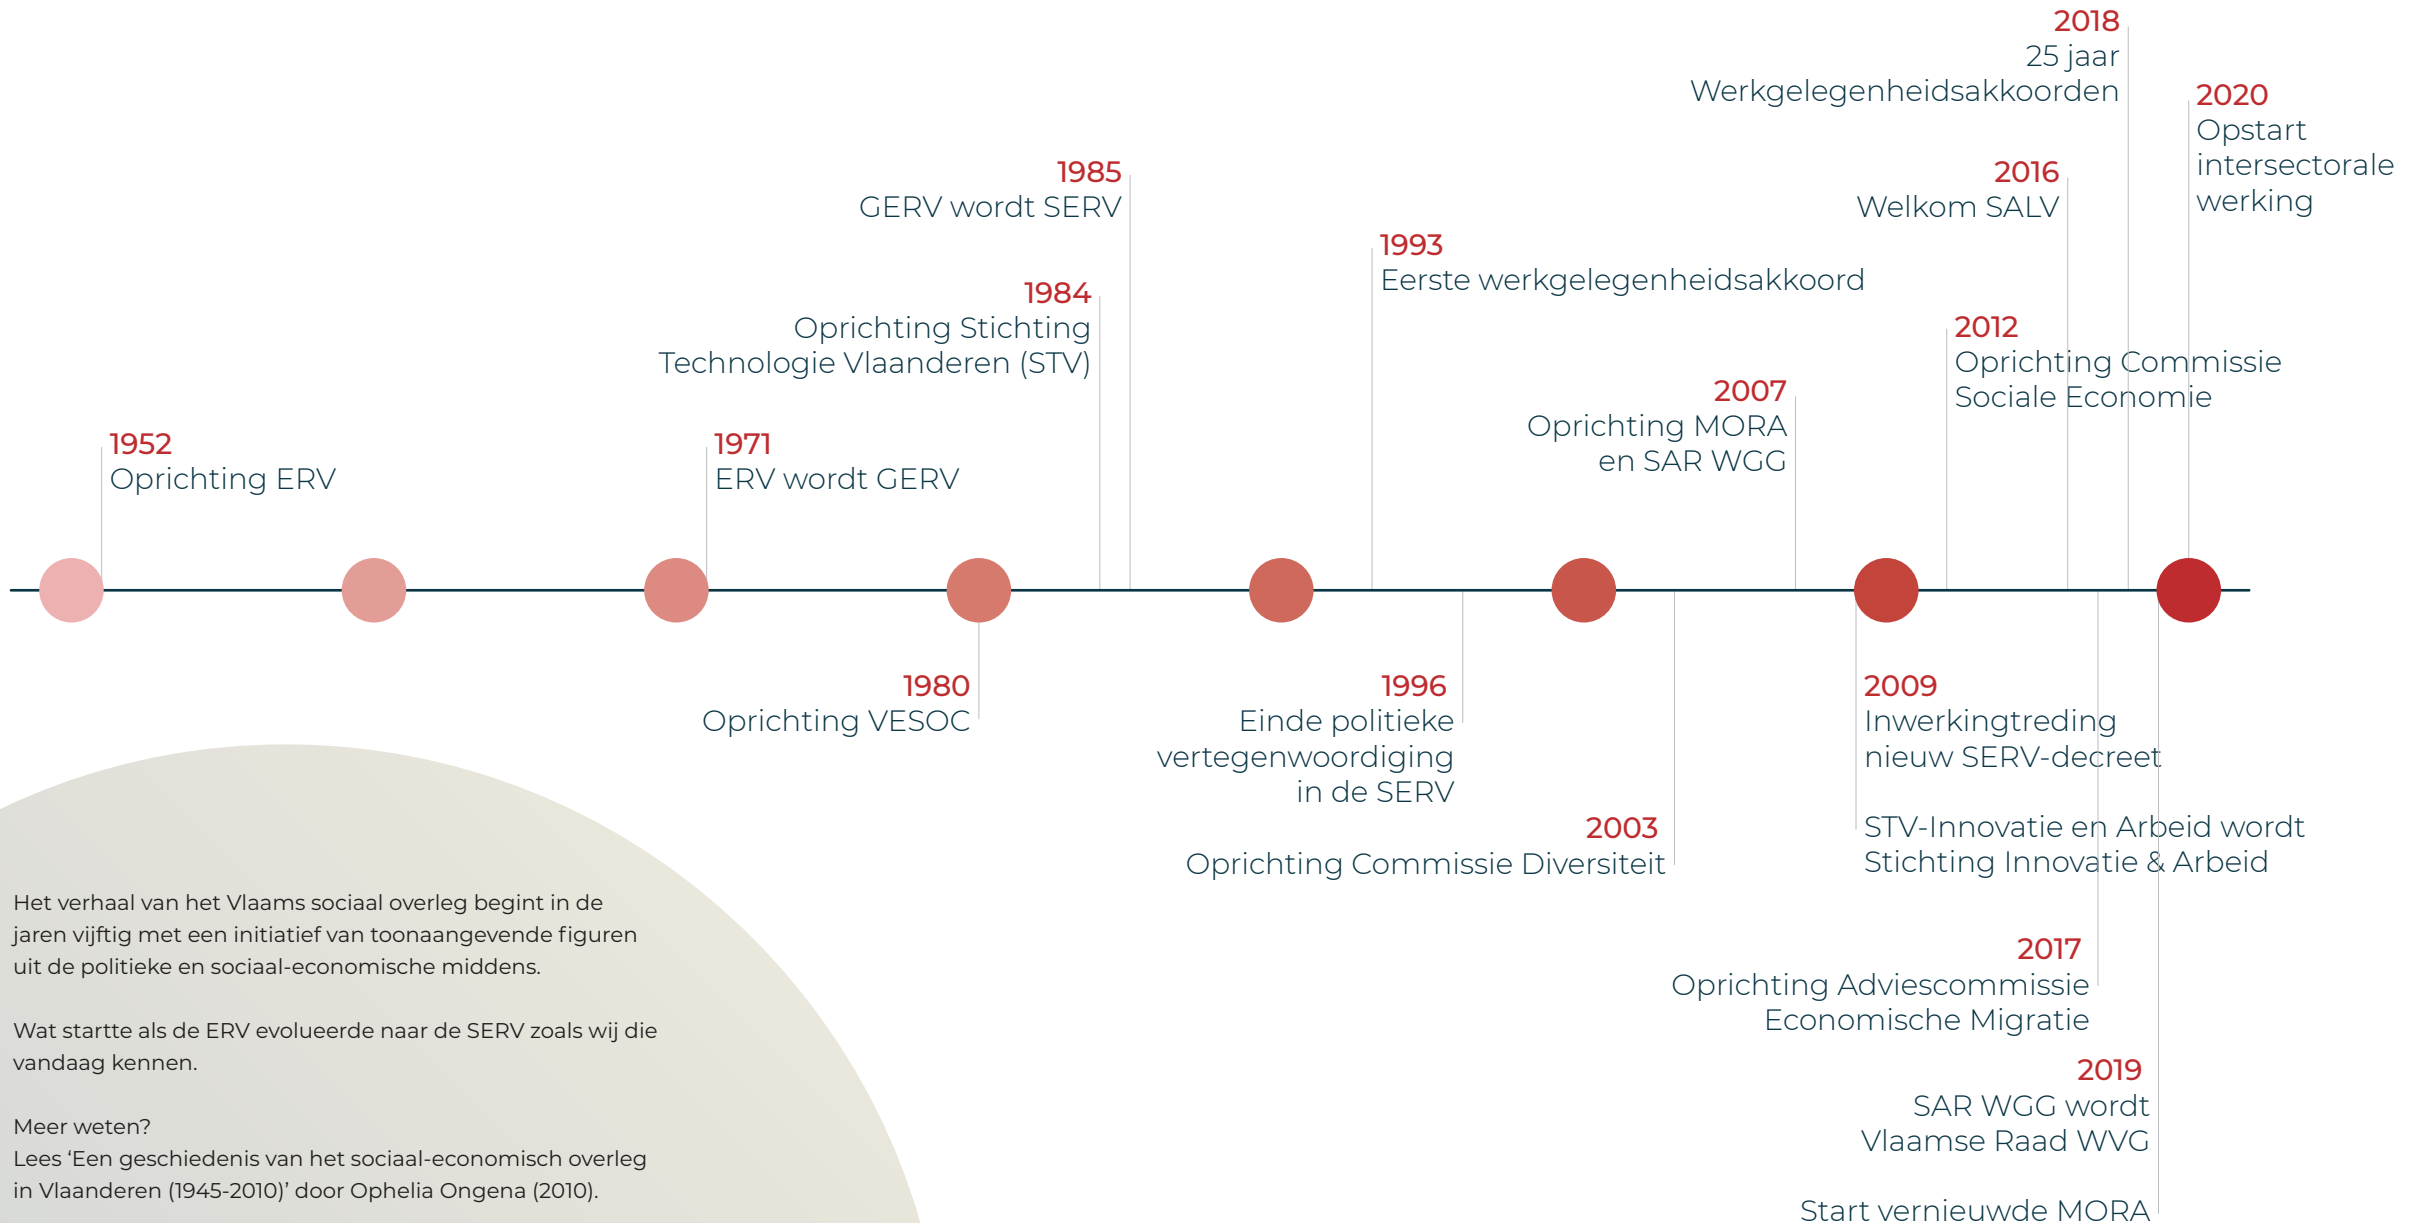 2018
25 jaar
Werkgelegenheidsakkoorden
2020
Opstart
intersectorale
werking
1985
GERV wordt SERV
2016
Welkom SALV
1993
Eerste werkgelegenheidsakkoord
1984
Oprichting Stichting
Technologie Vlaanderen (STV)
2012
Oprichting Commissie
Sociale Economie
2007
Oprichting MORA
en SAR WGG
1952
Oprichting ERV
1971
ERV wordt GERV
1980
Oprichting VESOC
1996
Einde politieke
vertegenwoordiging
in de SERV
2009
Inwerkingtreding
nieuw SERV-decreet
STV-Innovatie en Arbeid wordt
Stichting Innovatie & Arbeid
2003
Oprichting Commissie Diversiteit
2017
Oprichting Adviescommissie
Economische Migratie
2019
SAR WGG wordt
Vlaamse Raad WVG
Start vernieuwde MORA
Het verhaal van het Vlaams sociaal overleg begint in de
jaren vijftig met een initiatief van toonaangevende figuren
uit de politieke en sociaal-economische middens.
Wat startte als de ERV evolueerde naar de SERV zoals wij die
vandaag kennen.
Meer weten?
Lees ‘Een geschiedenis van het sociaal-economisch overleg
in Vlaanderen (1945-2010)’ door Ophelia Ongena (2010).